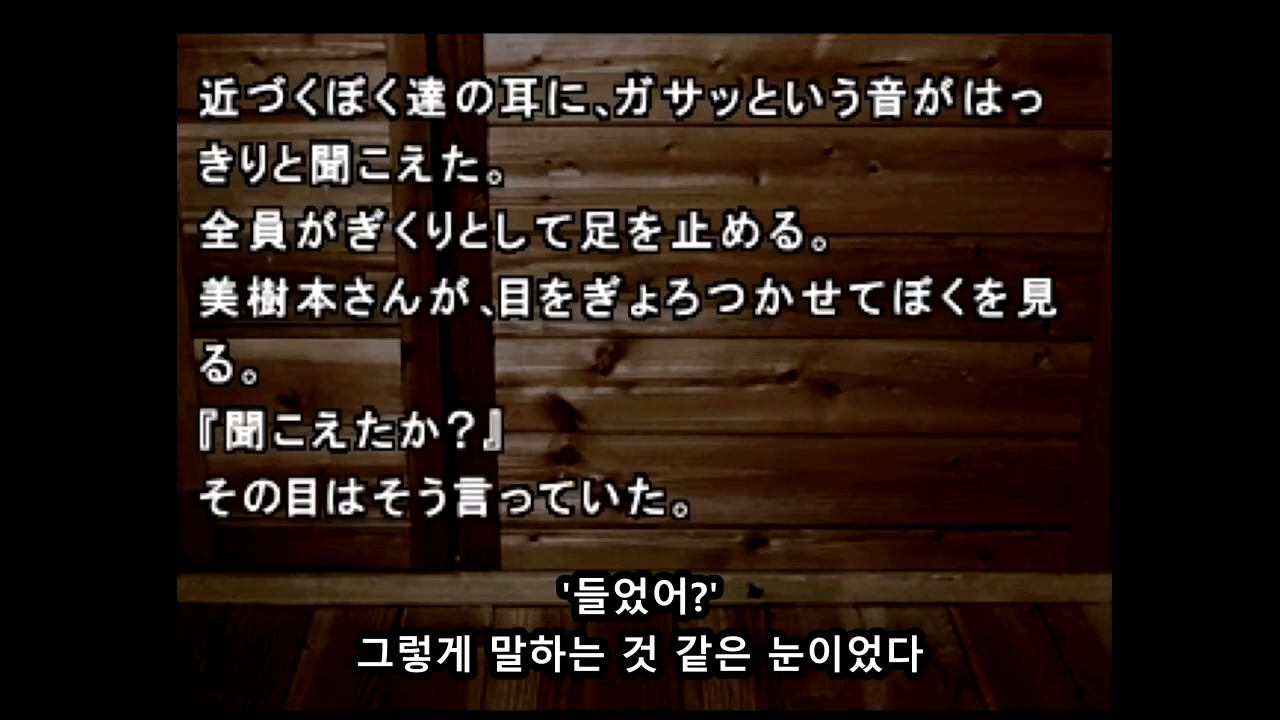 近づくぼく達の耳に、ガサッという音がはっ
きりと聞こえた。
全員がぎくりとして足を止める。
美樹本さんが、目をぎょろつかせてぼくを見
る。
『聞こえたか？』
その目はそう言っていた。
'들었어?'
그렇게 말하는 것 같은 눈이었다